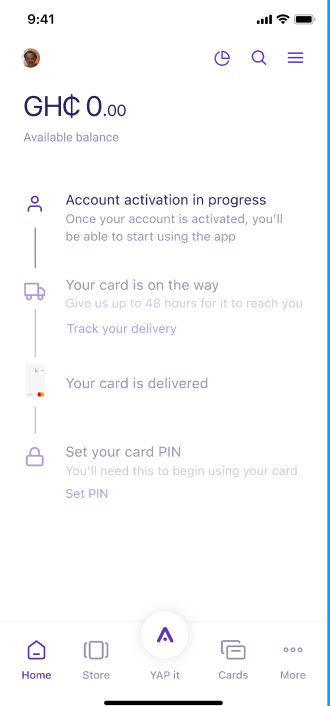 9:41
GH₵ 0.00
Available balance
Account activation in progress
Once your account is activated, you'll
be able to start using the app
Your card is on the way
Give us up to 48 hours for it to reach you
Track your delivery
Your card is delivered
Set your card PIN
You'll need this to begin using your card
Set PIN
Home Store YAP it Cards More